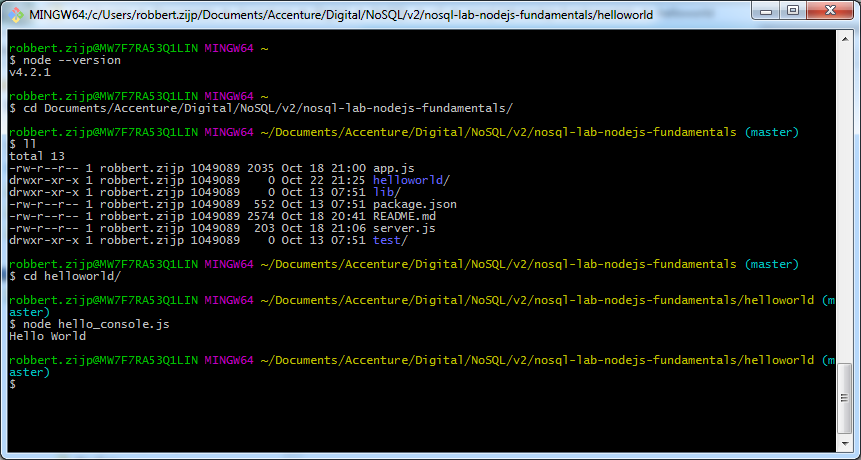 MINGW64:/c/Users/robbert.zijp/Documents/Accenture/Digital/NoSQL/v2/nosql-lab-nodejs-fundamentals/helloworld
robbert.zijp@MW7F7RA53Q1LIN MINGW64 ~
$ node --version
v4.2.1
robbert.zijp@MW7F7RA53Q1LIN MINGW64 ~
$ cd Documents/Accenture/Digital/NoSQL/v2/nosql-lab-nodejs-fundamentals/
robbert.zijp@MW7F7RA53Q1LIN MINGW64 ~/Documents/Accenture/Digital/NoSQL/v2/nosql-lab-nodejs-fundamentals (master)
$ ll
total 13
-rw-r--r-- 1 robbert.zijp 1049089 2035 Oct 18 21:00 app.js
drwxr-xr-x 1 robbert.zijp 1049089    0 Oct 22 21:25 helloworld/
drwxr-xr-x 1 robbert.zijp 1049089    0 Oct 13 07:51 lib/
-rw-r--r-- 1 robbert.zijp 1049089  552 Oct 13 07:51 package.json
-rw-r--r-- 1 robbert.zijp 1049089 2574 Oct 18 20:41 README.md
-rw-r--r-- 1 robbert.zijp 1049089  203 Oct 18 21:06 server.js
drwxr-xr-x 1 robbert.zijp 1049089    0 Oct 13 07:51 test/
robbert.zijp@MW7F7RA53Q1LIN MINGW64 ~/Documents/Accenture/Digital/NoSQL/v2/nosql-lab-nodejs-fundamentals (master)
$ cd helloworld/
robbert.zijp@MW7F7RA53Q1LIN MINGW64 ~/Documents/Accenture/Digital/NoSQL/v2/nosql-lab-nodejs-fundamentals/helloworld (m
aster)
$ node hello_console.js
Hello World
robbert.zijp@MW7F7RA53Q1LIN MINGW64 ~/Documents/Accenture/Digital/NoSQL/v2/nosql-lab-nodejs-fundamentals/helloworld (m
aster)
$